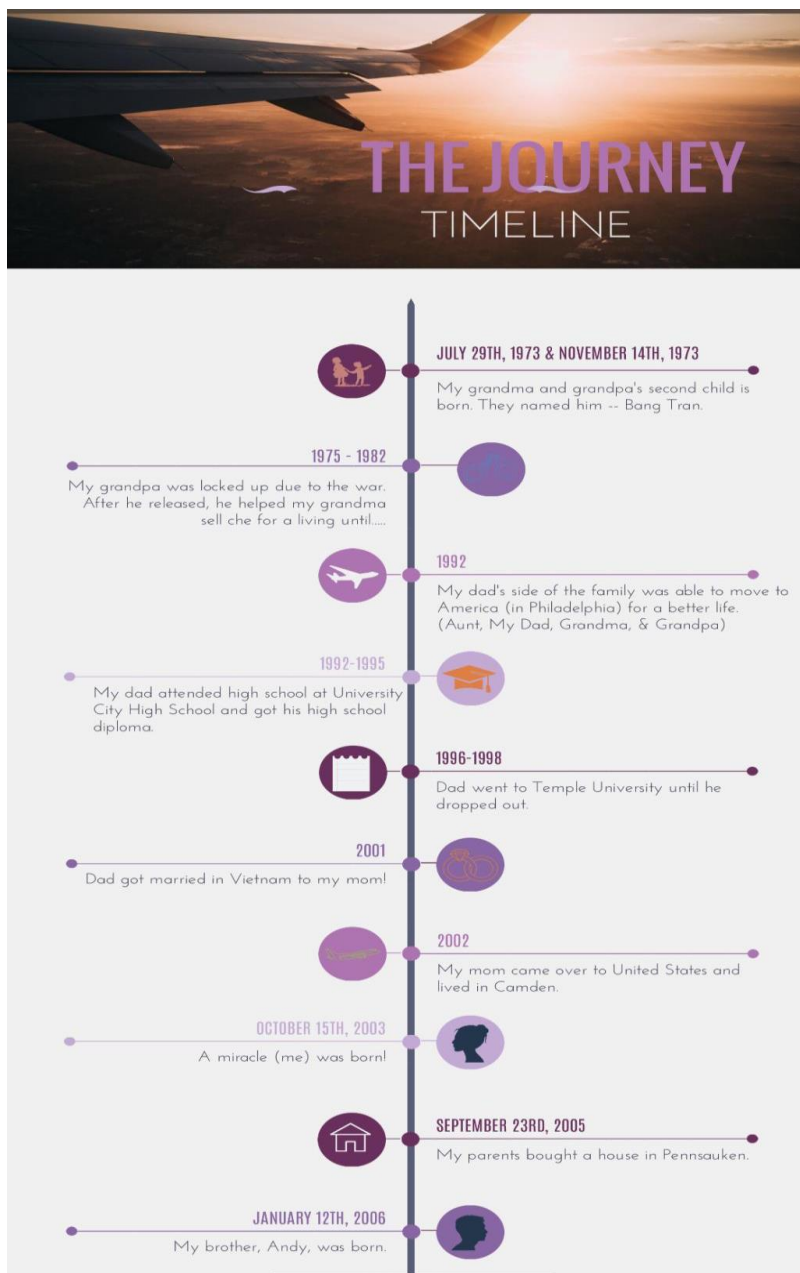 THE JOURNEY
TIMELINE
JULY 29TH, 1973 & NOVEMBER 14TH, 1973
My grandma and grandpa's second child is
born. They named him -- Bang Tran.
1975 - 1982
My grandpa was locked up due to the war.
After he released, he helped my grandma
sell che for a living until.....
1992
My dad's side of the family was able to move to
America (in Philadelphia) for a better life.
(Aunt, My Dad, Grandma, & Grandpa)
1992-1995
My dad attended high school at University
City High School and got his high school
diploma.
1996-1998
Dad went to Temple University until he
dropped out.
2001
Dad got married in Vietnam to my mom!
2002
My mom came over to United States and
lived in Camden.
OCTOBER 15TH, 2003
A miracle (me) was born!
SEPTEMBER 23RD, 2005
My parents bought a house in Pennsauken.
JANUARY 12TH, 2006
My brother, Andy, was born.